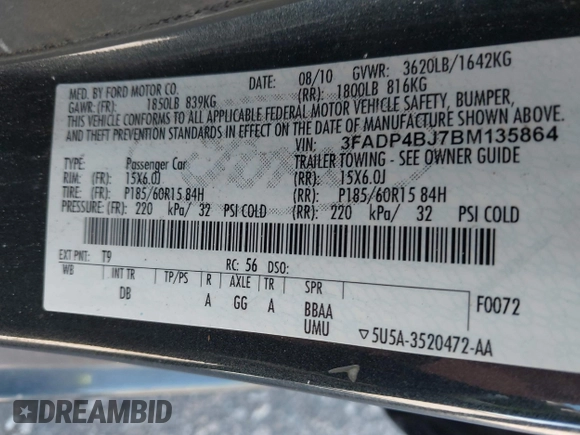 MFD. BY FORD MOTOR CO.
DATE: 08/10 GVWR: 3620LB/1642KG
GAWR: (FR): 1850LB 839KG (RR): 1800LB 816KG
THIS VEHICLE CONFORMS TO ALL APPLICABLE FEDERAL MOTOR VEHICLE SAFETY, BUMPER,
AND THEFT PREVENTION STANDARDS IN EFFECT ON THE DATE OF MANUFACTURE SHOWN ABOVE.
VIN: 3FADP4BJ7BM135864
TYPE: Passenger Car TRAILER TOWING - SEE OWNER GUIDE
RIM: (FR): 15X6.0J (RR): 15X6.0J
TIRE: (FR): P185/60R15 84H (RR): P185/60R15 84H
PRESSURE: (FR): 220 kPa/ 32 PSI COLD (RR): 220 kPa/ 32 PSI COLD
EXT PNT: T9 RC: 56 DSO:
WB INT TR TP/PS R AXLE TR SPR
DB A GG A BBAA F0072
UMU ▽5U5A-3520472-AA
DREAMBID